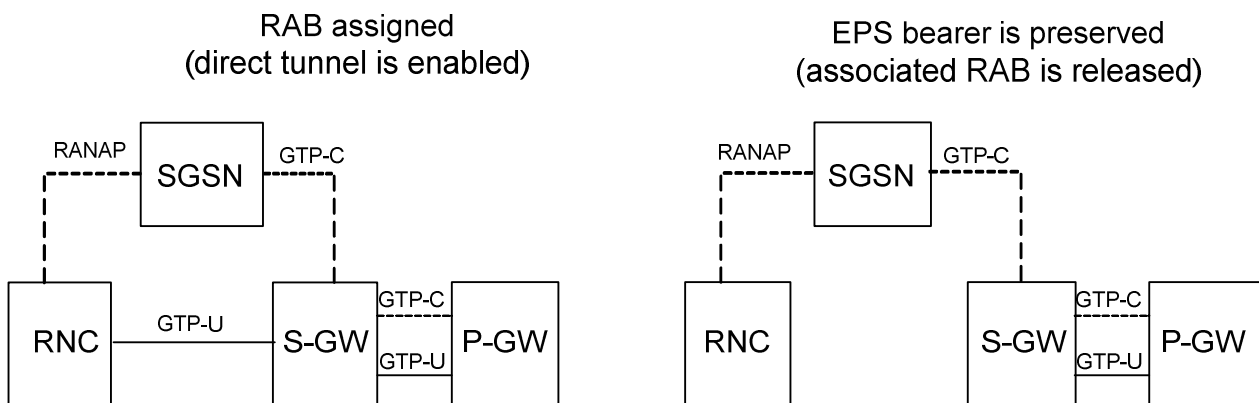 RAB assigned
(direct tunnel is enabled)
RANAP
GTP-C
SGSN
RNC
GTP-U
S-GW
GTP-C
GTP-U
P-GW
EPS bearer is preserved
(associated RAB is released)
RANAP
GTP-C
SGSN
RNC
S-GW
GTP-C
GTP-U
P-GW